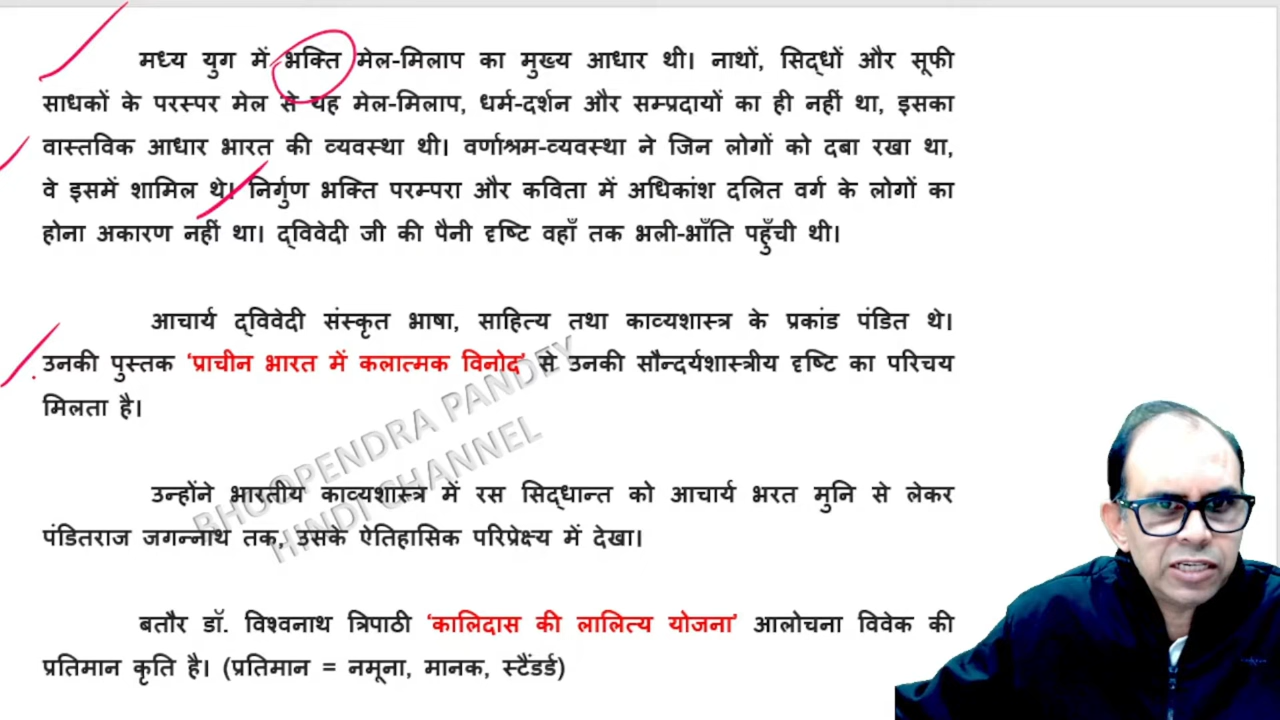 मध्य युग में भक्ति मेल-मिलाप का मुख्य आधार थी। नाथों, सिद्धों और सूफी
साधकों के परस्पर मेल से यह मेल-मिलाप, धर्म-दर्शन और सम्प्रदायों का ही नहीं था, इसका
वास्तविक आधार भारत की व्यवस्था थी। वर्णाश्रम-व्यवस्था ने जिन लोगों को दबा रखा था,
वे इसमें शामिल थे। निर्गुण भक्ति परम्परा और कविता में अधिकांश दलित वर्ग के लोगों का
होना अकारण नहीं था। द्विवेदी जी की पैनी दृष्टि वहाँ तक भली-भाँति पहुँची थी।
आचार्य द्विवेदी संस्कृत भाषा, साहित्य तथा काव्यशास्त्र के प्रकांड पंडित थे।
उनकी पुस्तक ‘प्राचीन भारत में कलात्मक विनोद’ से उनकी सौन्दर्यशास्त्रीय दृष्टि का परिचय
मिलता है।
उन्होंने भारतीय काव्यशास्त्र में रस सिद्धान्त को आचार्य भरत मुनि से लेकर
पंडितराज जगन्नाथ तक, उसके ऐतिहासिक परिप्रेक्ष्य में देखा।
बतौर डॉ. विश्वनाथ त्रिपाठी ‘कालिदास की लालित्य योजना’ आलोचना विवेक की
प्रतिमान कृति है। (प्रतिमान = नमूना, मानक, स्टैंडर्ड)
BHOOPENDRA PANDEY
HINDI CHANNEL